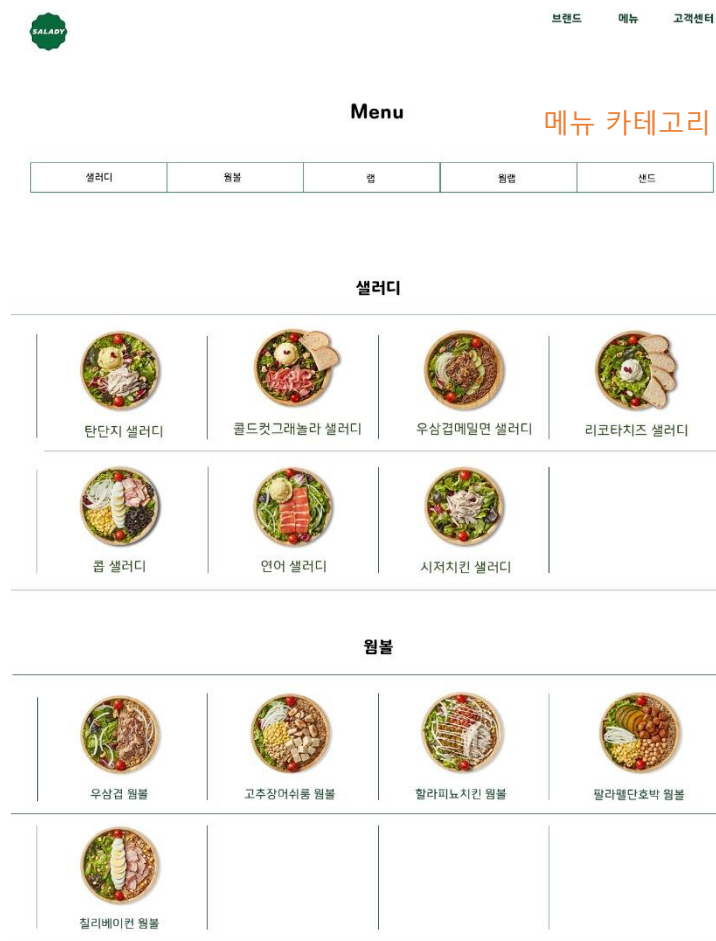 SALADY
브랜드 메뉴 고객센터
Menu
메뉴 카테고리
샐러디 웜볼 랩 웜랩 샌드
샐러디
탄단지 샐러디 콜드컷그래놀라 샐러디 우삼겹메밀면 샐러디 리코타치즈 샐러디
콥 샐러디 연어 샐러디 시저치킨 샐러디
웜볼
우삼겹 웜볼 고추장머쉬룸 웜볼 할라피뇨치킨 웜볼 팔라펠단호박 웜볼
칠리베이컨 웜볼